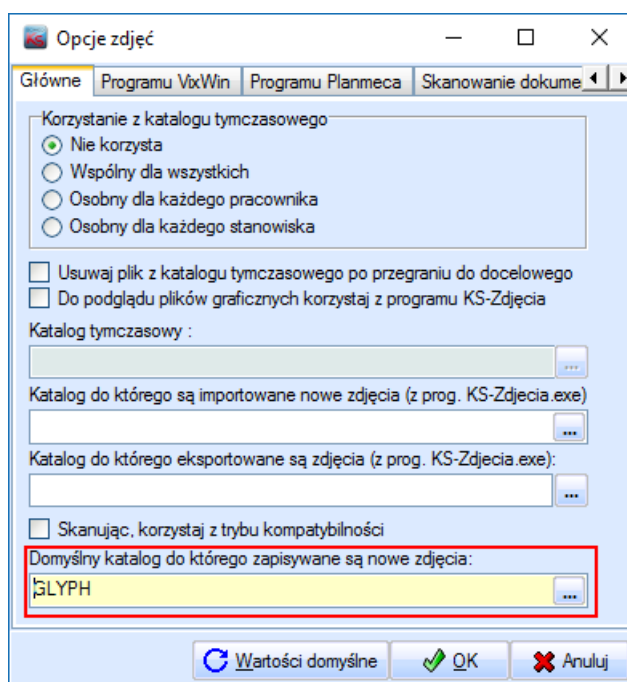 Opcje zdjęć
Główne Programu VixWin Programu Planmeca Skanowanie dokume
Korzystanie z katalogu tymczasowego
Nie korzysta
Wspólny dla wszystkich
Osobny dla każdego pracownika
Osobny dla każdego stanowiska
Usuwaj plik z katalogu tymczasowego po przegraniu do docelowego
Do podglądu plików graficznych korzystaj z programu KS-Zdjęcia
Katalog tymczasowy :
...
Katalog do którego są importowane nowe zdjęcia (z prog. KS-Zdjecia.exe)
...
Katalog do którego eksportowane są zdjęcia (z prog. KS-Zdjecia.exe):
...
Skanując, korzystaj z trybu kompatybilności
Domyślny katalog do którego zapisywane są nowe zdjęcia:
GLYPH ...
Wartości domyślne OK Anuluj